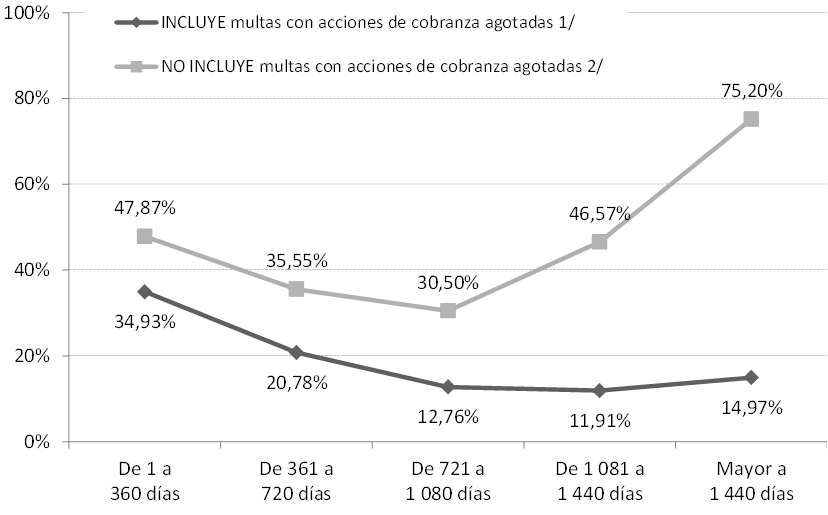 100%
INCLUYE multas con acciones de cobranza agotadas 1/
NO INCLUYE multas con acciones de cobranza agotadas 2/
80%
75,20%
60%
47,87%
46,57%
40%
35,55%
30,50%
34,93%
20%
20,78%
12,76%
11,91%
14,97%
0%
De 1 a
360 días
De 361 a
720 días
De 721 a
1 080 días
De 1 081 a
1 440 días
Mayor a
1 440 días